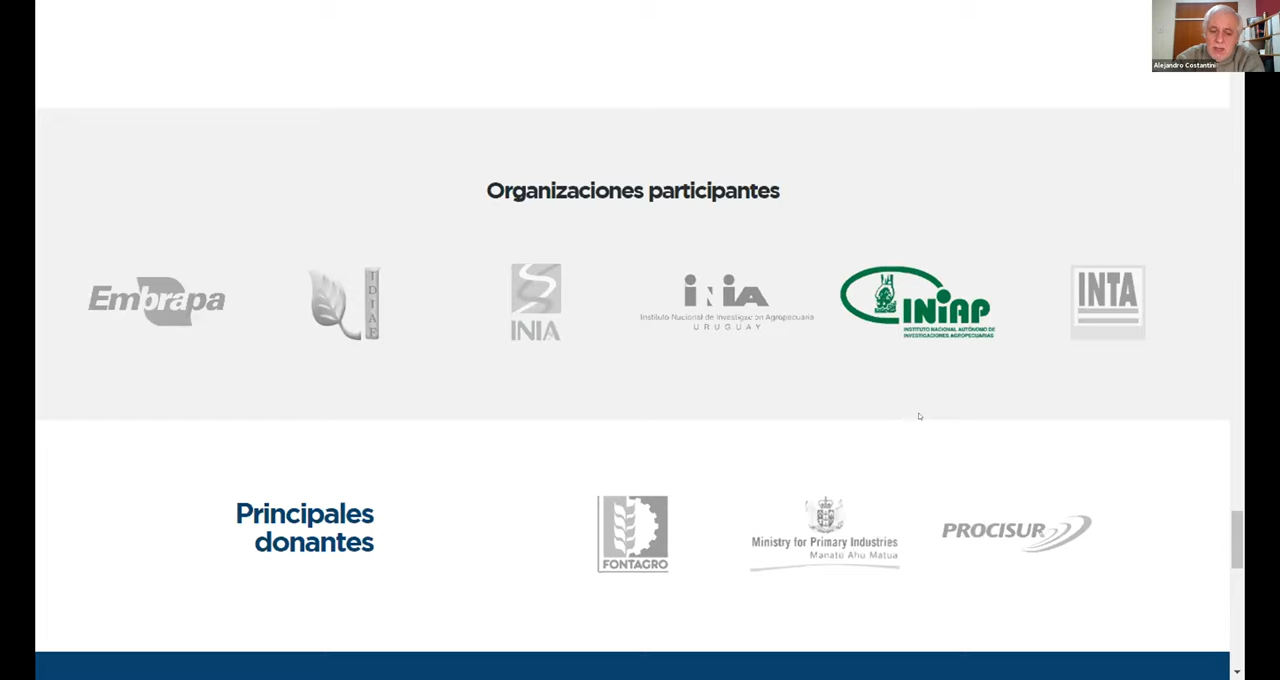 Alejandro Costantini
Organizaciones participantes
Embrapa
IDIAF
INIA
iNiA
Instituto Nacional de Investigación Agropecuaria
URUGUAY
INiAP
INSTITUTO NACIONAL AUTÓNOMO DE
INVESTIGACIONES AGROPECUARIAS
INTA
Principales
donantes
FONTAGRO
Ministry for Primary Industries
Manatū Ahu Matua
PROCISUR